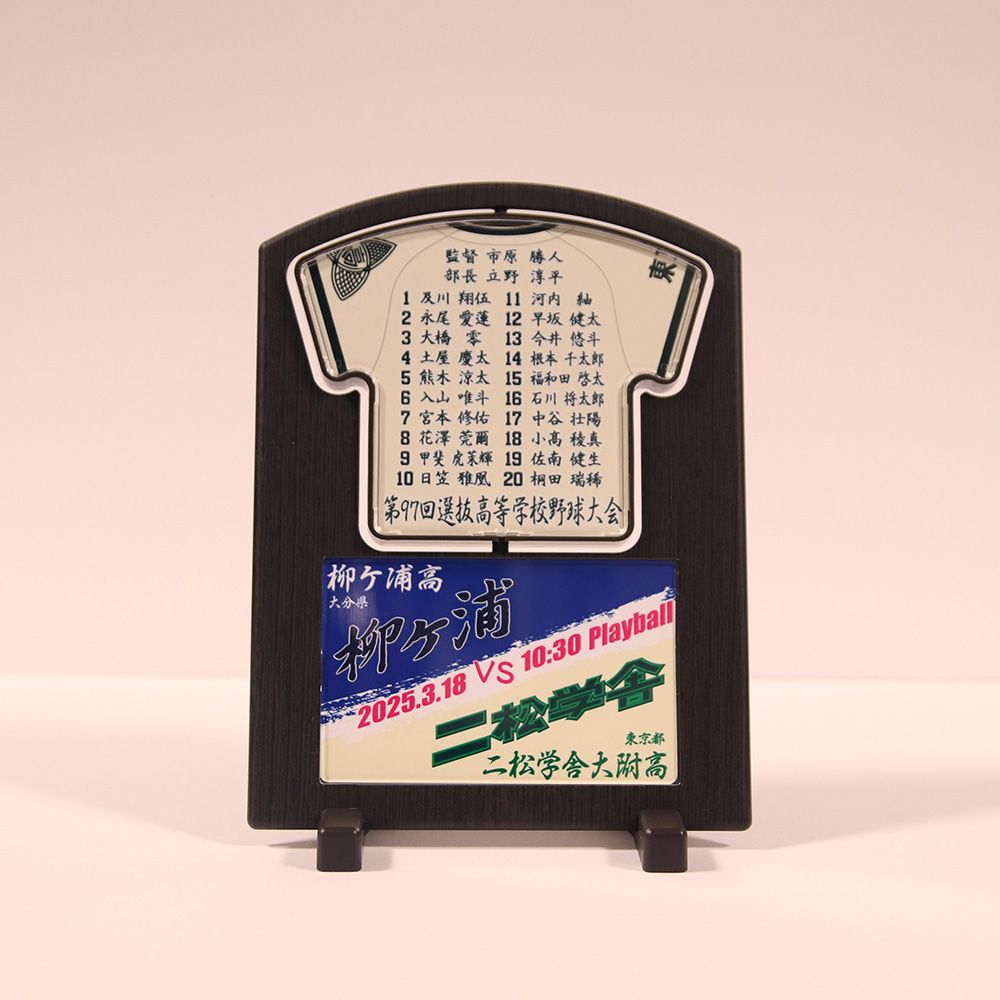 東
監督 市原 勝人
部長 立野 淳平
1 及川 翔伍 11 河内 紬
2 永尾 愛蓮 12 早坂 健太
3 大橋 零 13 今井 悠斗
4 土屋 慶太 14 根本 千太郎
5 熊木 涼太 15 福和田 啓太
6 入山 唯斗 16 石川 将太郎
7 宮本 修佑 17 中谷 壮陽
8 花澤 莞爾 18 小髙 稜真
9 甲斐 虎茉輝 19 佐南 健生
10 日笠 雅凰 20 桐田 瑞稀
第97回選抜高等学校野球大会
柳ケ浦高
大分県
柳ケ浦
2025.3.18 VS 10:30 Playball
二松学舎
東京都
二松学舎大附高